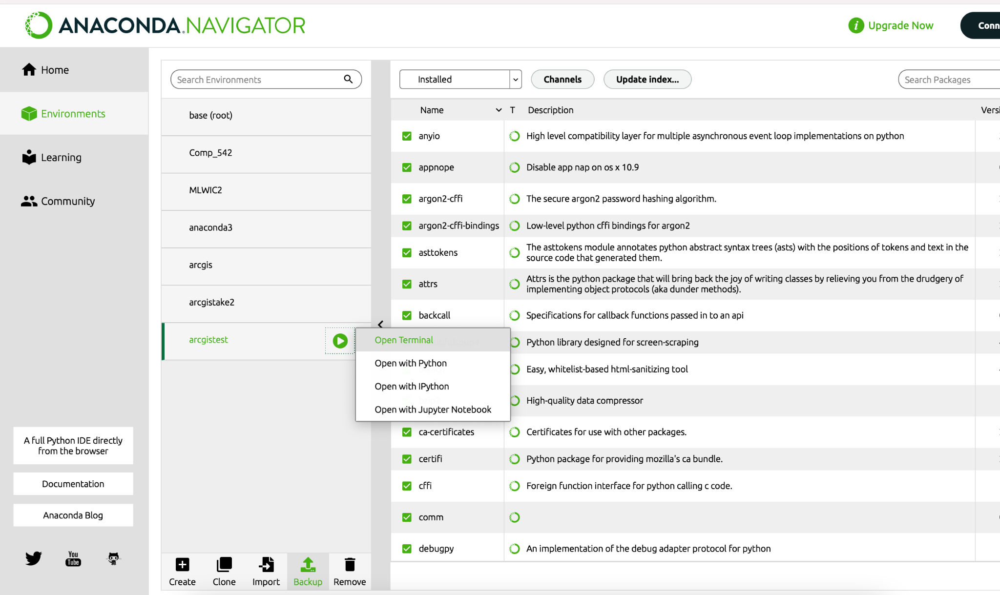 ANACONDA.NAVIGATOR
Upgrade Now
Conn
Home
Environments
Learning
Community
A full Python IDE directly
from the browser
Documentation
Anaconda Blog
You
Tube
Search Environments
base (root)
Comp_542
MLWIC2
anaconda3
arcgis
arcgistake2
arcgistest
Open Terminal
Open with Python
Open with IPython
Open with Jupyter Notebook
Create
Clone
Import
Backup
Remove
Installed
Channels
Update index...
Search Packages
Name T Description Versi
anyio High level compatibility layer for multiple asynchronous event loop implementations on python
appnope Disable app nap on os x 10.9
argon2-cffi The secure argon2 password hashing algorithm.
argon2-cffi-bindings Low-level python cffi bindings for argon2
asttokens The asttokens module annotates python abstract syntax trees (asts) with the positions of tokens and text in the
source code that generated them.
attrs Attrs is the python package that will bring back the joy of writing classes by relieving you from the drudgery of
implementing object protocols (aka dunder methods).
backcall Specifications for callback functions passed in to an api
Python library designed for screen-scraping
Easy, whitelist-based html-sanitizing tool
High-quality data compressor
ca-certificates Certificates for use with other packages.
certifi Python package for providing mozilla's ca bundle.
cffi Foreign function interface for python calling c code.
comm
debugpy An implementation of the debug adapter protocol for python